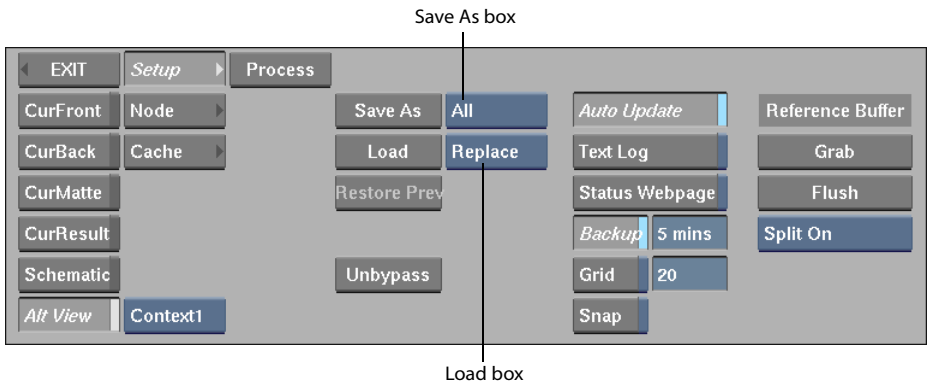 Save As box
EXIT Setup Process
CurFront Node Save As All Auto Update Reference Buffer
CurBack Cache Load Replace Text Log Grab
CurMatte Restore Prev Status Webpage Flush
CurResult Backup 5 mins Split On
Schematic Unbypass Grid 20
Alt View Context1 Snap
Load box